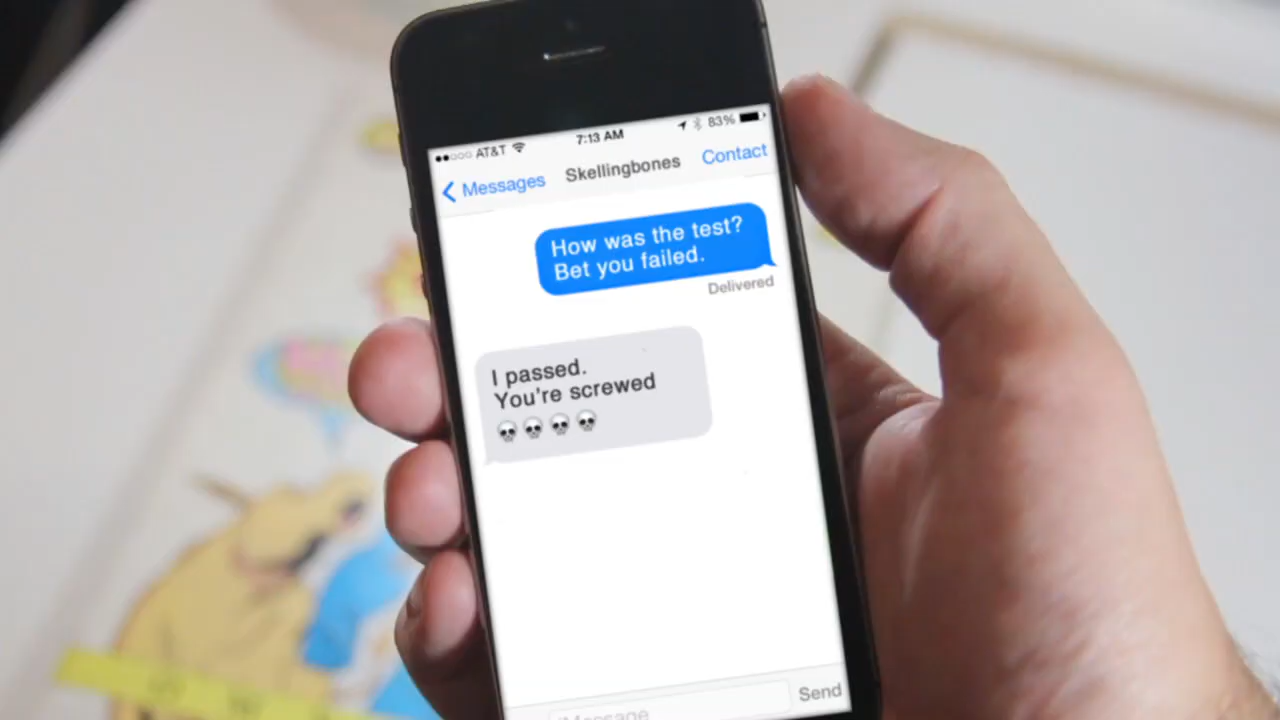 AT&T 7:13 AM 83%
Messages Skellingbones Contact
How was the test?
Bet you failed.
Delivered
I passed.
You're screwed
💀💀💀💀
iMessage Send